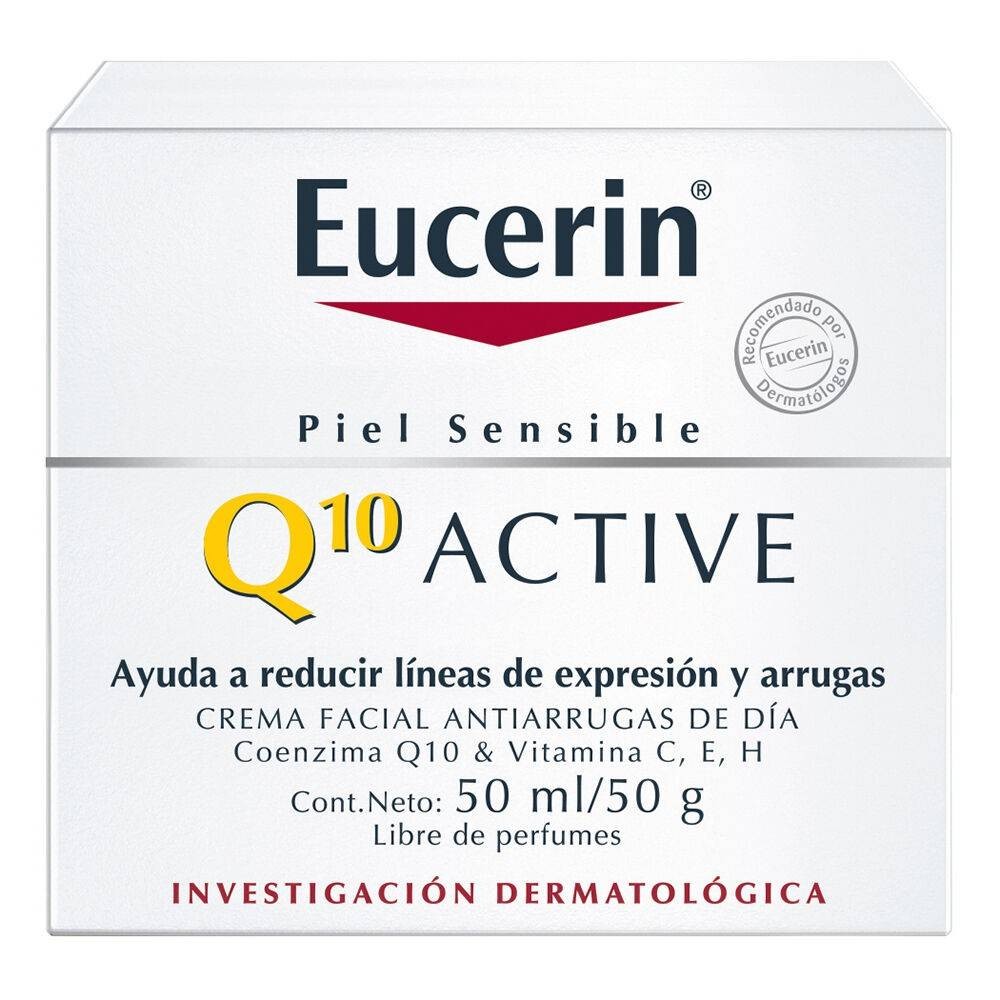 Eucerin®
Recomendado por
Eucerin
Dermatólogos
Piel Sensible
Q10 ACTIVE
Ayuda a reducir líneas de expresión y arrugas
CREMA FACIAL ANTIARRUGAS DE DÍA
Coenzima Q10 & Vitamina C, E, H
Cont.Neto: 50 ml/50 g
Libre de perfumes
INVESTIGACIÓN DERMATOLÓGICA